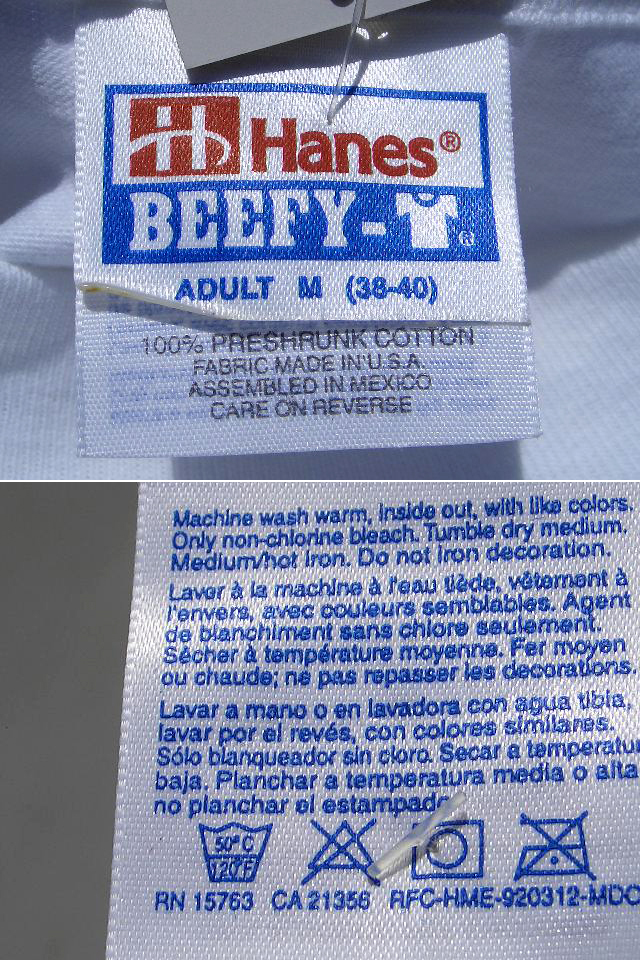 Hanes®
BEEFY-®
ADULT M (38-40)
100% PRESHRUNK COTTON
FABRIC MADE IN U.S.A.
ASSEMBLED IN MEXICO
CARE ON REVERSE
Machine wash warm, inside out, with like colors.
Only non-chlorine bleach. Tumble dry medium.
Medium/hot iron. Do not iron decoration.
Laver à la machine à l'eau tiède, vêtement à
l'envers, avec couleurs semblables. Agent
de blanchiment sans chlore seulement.
Sécher à température moyenne. Fer moyen
ou chaude; ne pas repasser les decorations.
Lavar a mano o en lavadora con agua tibia,
lavar por el revés, con colores similares.
Sólo blanqueador sin cloro. Secar a temperatu
baja. Planchar a temperatura media o alta
no planchar el estampado
50°C
120°F
RN 15763 CA 21356 RFC-HME-920312-MDO